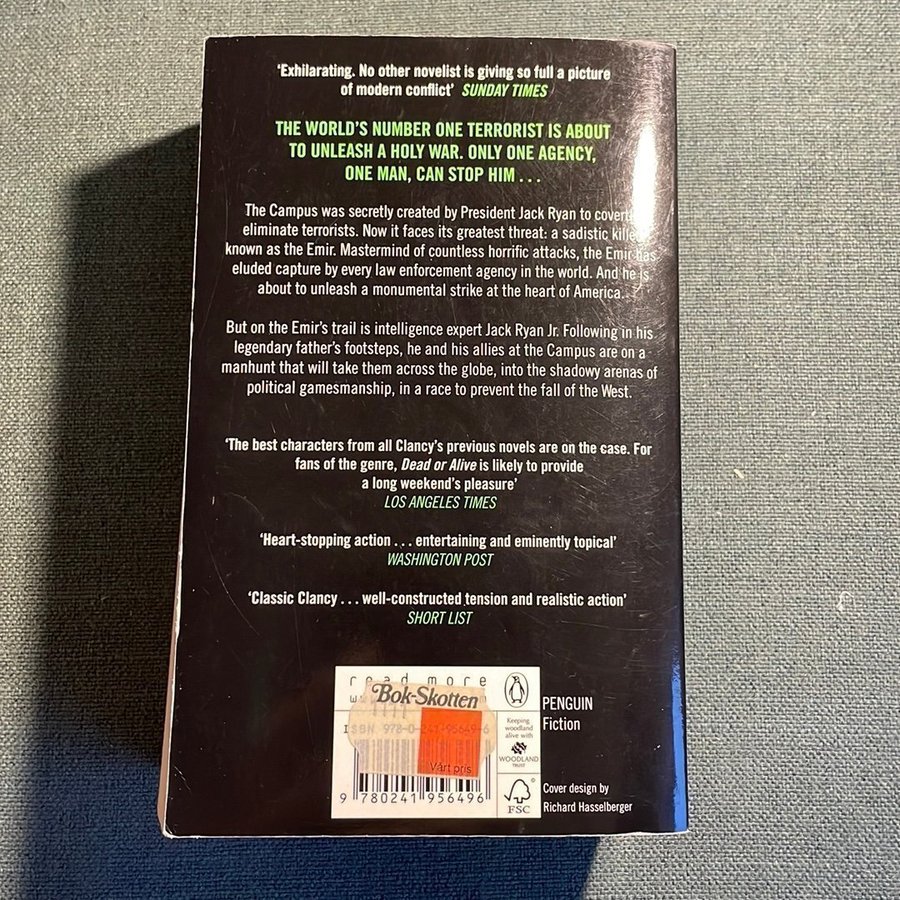 ‘Exhilarating. No other novelist is giving so full a picture
of modern conflict’ SUNDAY TIMES
THE WORLD’S NUMBER ONE TERRORIST IS ABOUT
TO UNLEASH A HOLY WAR. ONLY ONE AGENCY,
ONE MAN, CAN STOP HIM . . .
The Campus was secretly created by President Jack Ryan to covertly
eliminate terrorists. Now it faces its greatest threat: a sadistic killer
known as the Emir. Mastermind of countless horrific attacks, the Emir has
eluded capture by every law enforcement agency in the world. And he is
about to unleash a monumental strike at the heart of America. .
But on the Emir’s trail is intelligence expert Jack Ryan Jr. Following in his
legendary father’s footsteps, he and his allies at the Campus are on a
manhunt that will take them across the globe, into the shadowy arenas of
political gamesmanship, in a race to prevent the fall of the West.
‘The best characters from all Clancy’s previous novels are on the case. For
fans of the genre, Dead or Alive is likely to provide
a long weekend’s pleasure’
LOS ANGELES TIMES
‘Heart-stopping action . . . entertaining and eminently topical’
WASHINGTON POST
‘Classic Clancy . . . well-constructed tension and realistic action’
SHORT LIST
read more
Bok-Skotten
ISBN 978-0-241-95649-6
Vårt pris
9 780241 956496
PENGUIN
Fiction
Keeping
woodland
alive with
WOODLAND
TRUST
FSC
Cover design by
Richard Hasselberger